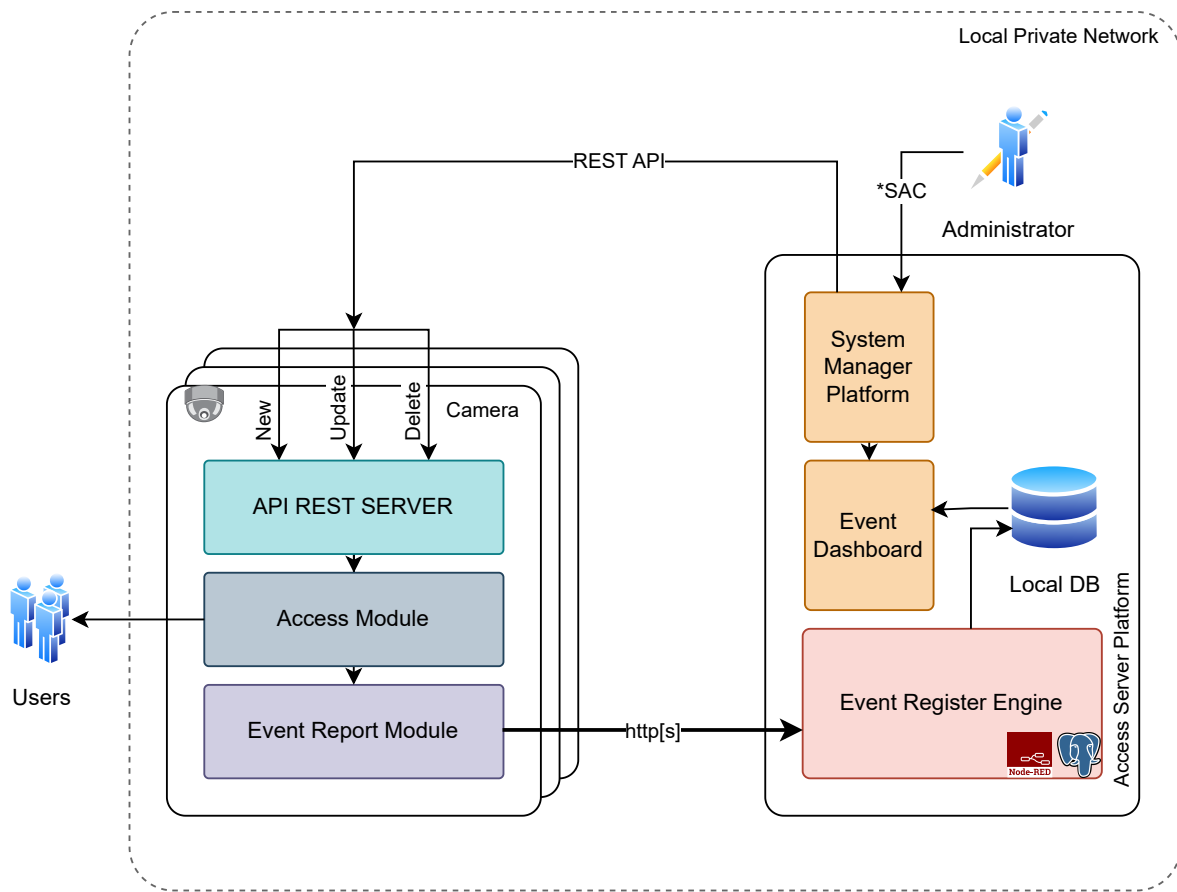 Local Private Network
REST API
*SAC
Administrator
System
Manager
Platform
New
Update
Delete
Camera
API REST SERVER
Event
Dashboard
Local DB
Access Module
Users
Event Report Module
http[s]
Event Register Engine
Node-RED
Access Server Platform